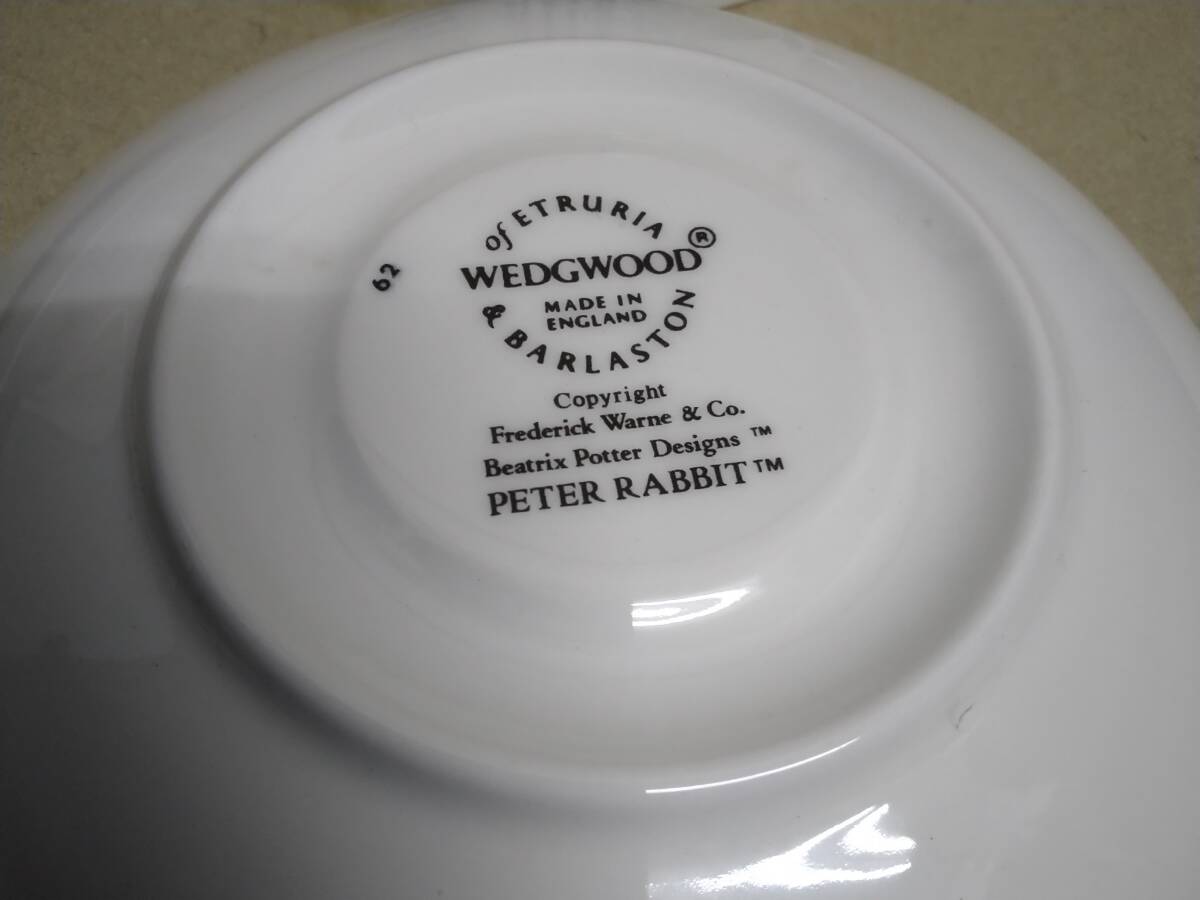 62
of ETRURIA
WEDGWOOD®
MADE IN
ENGLAND
& BARLASTON
Copyright
Frederick Warne & Co.
Beatrix Potter Designs ™
PETER RABBIT™